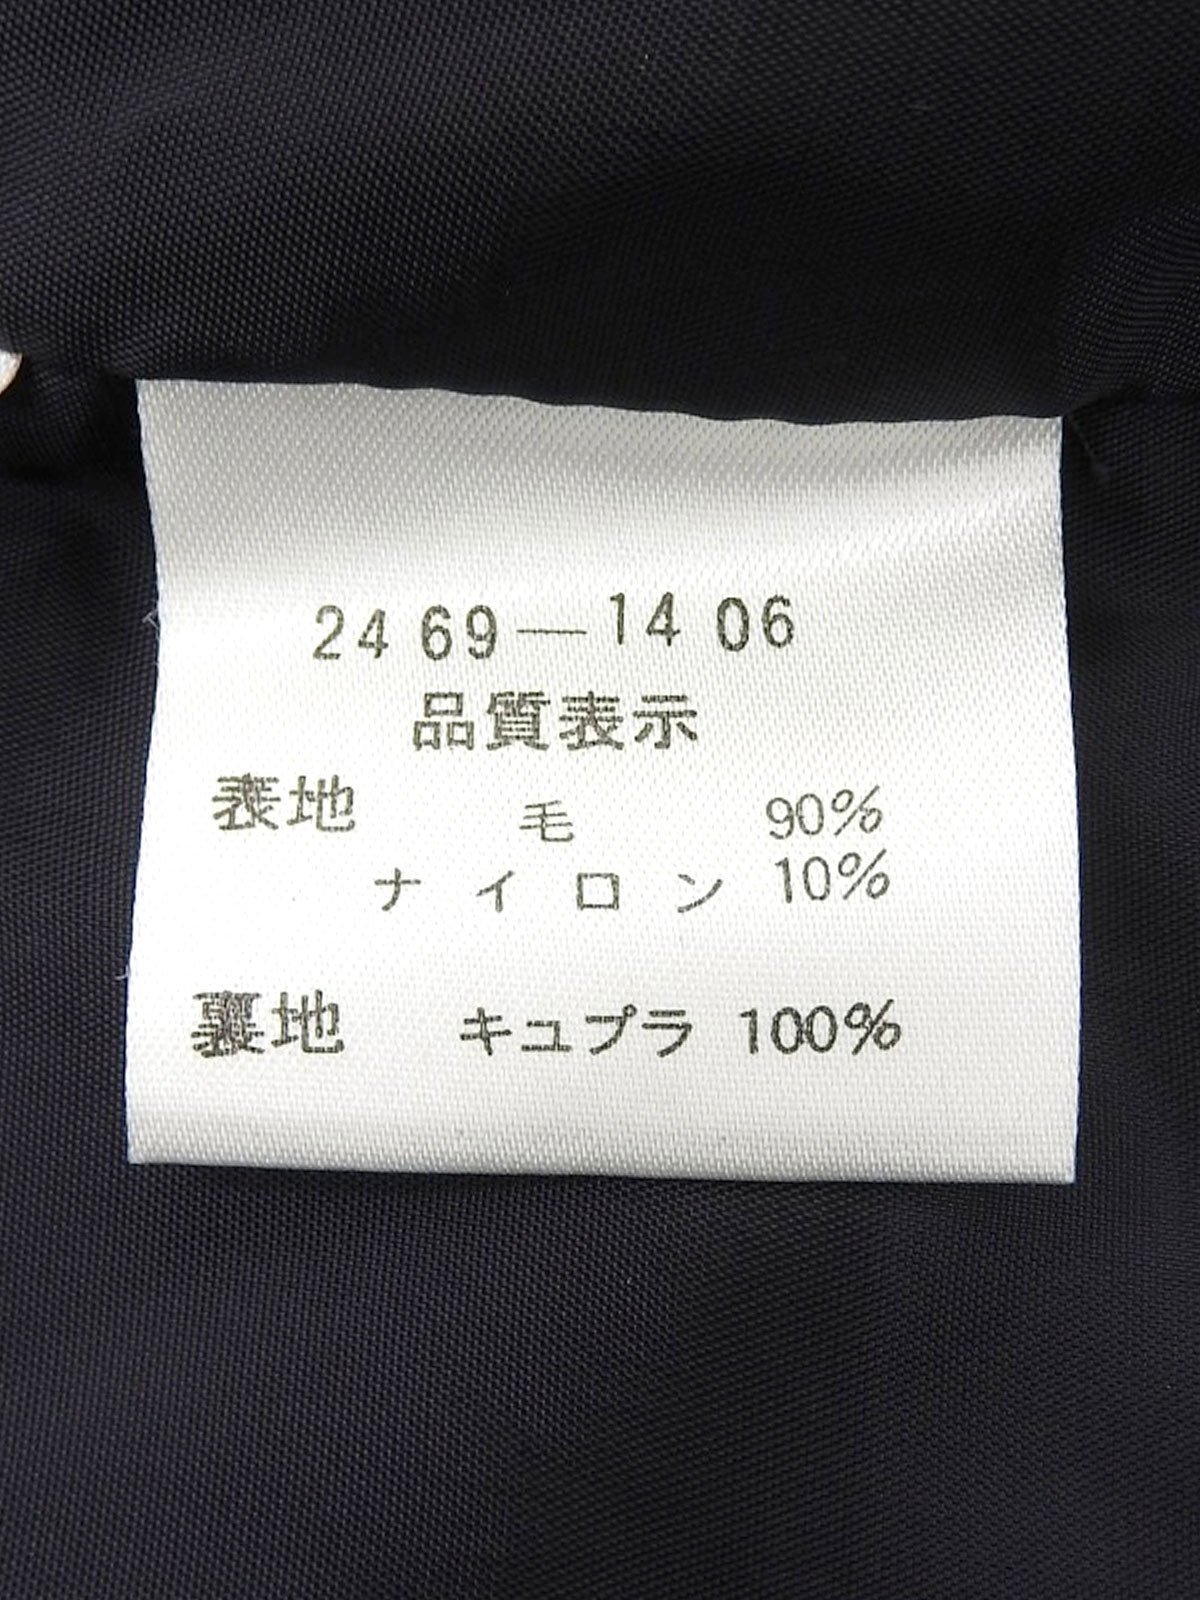 2469—1406
品質表示
表地 毛 90%
ナイロン 10%
裏地 キュプラ 100%